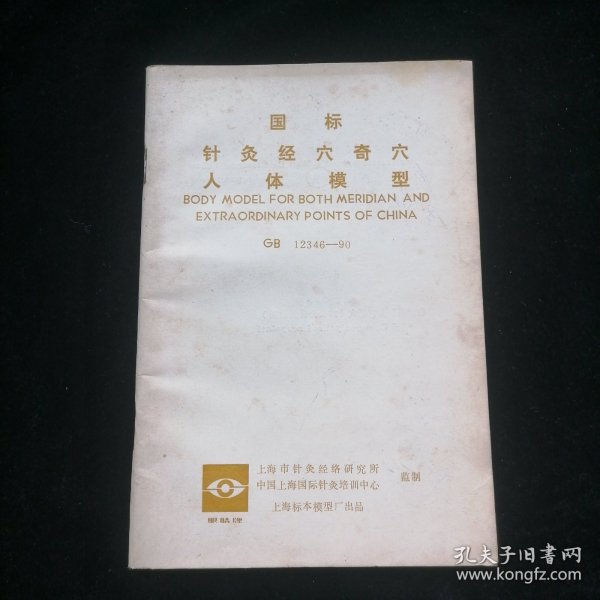 国 标
针灸经穴奇穴
人体模型
BODY MODEL FOR BOTH MERIDIAN AND
EXTRAORDINARY POINTS OF CHINA
GB 12346—90
上海市针灸经络研究所
中国上海国际针灸培训中心 监制
上海标本模型厂出品
眼睛牌
孔夫子旧书网
www.kongfz.com